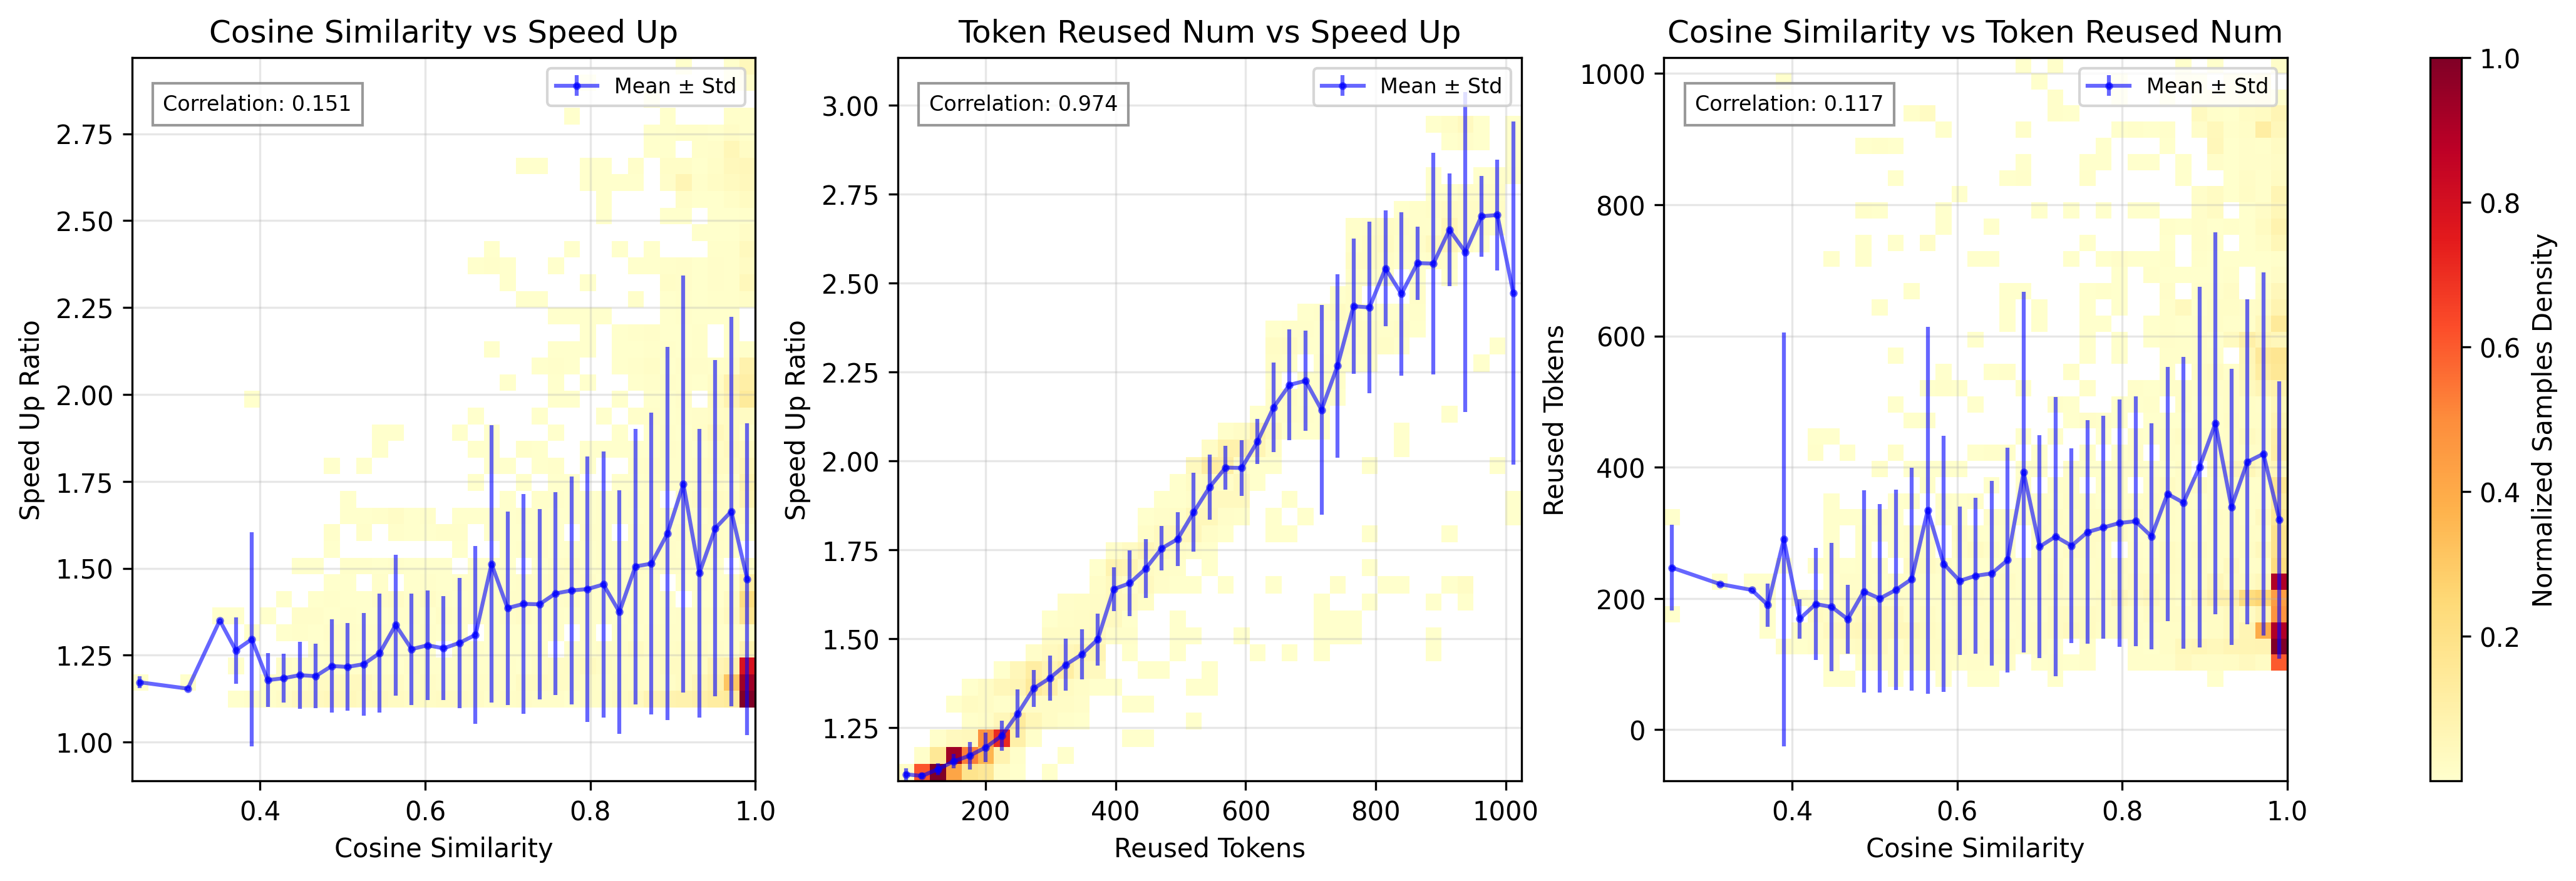 Cosine Similarity vs Speed Up
Correlation: 0.151
Mean ± Std
Speed Up Ratio
2.75
2.50
2.25
2.00
1.75
1.50
1.25
1.00
0.4
0.6
0.8
1.0
Cosine Similarity
Token Reused Num vs Speed Up
Correlation: 0.974
Mean ± Std
Speed Up Ratio
3.00
2.75
2.50
2.25
2.00
1.75
1.50
1.25
200
400
600
800
1000
Reused Tokens
Cosine Similarity vs Token Reused Num
Correlation: 0.117
Mean ± Std
Reused Tokens
1000
800
600
400
200
0
0.4
0.6
0.8
1.0
Cosine Similarity
1.0
0.8
0.6
0.4
0.2
Normalized Samples Density